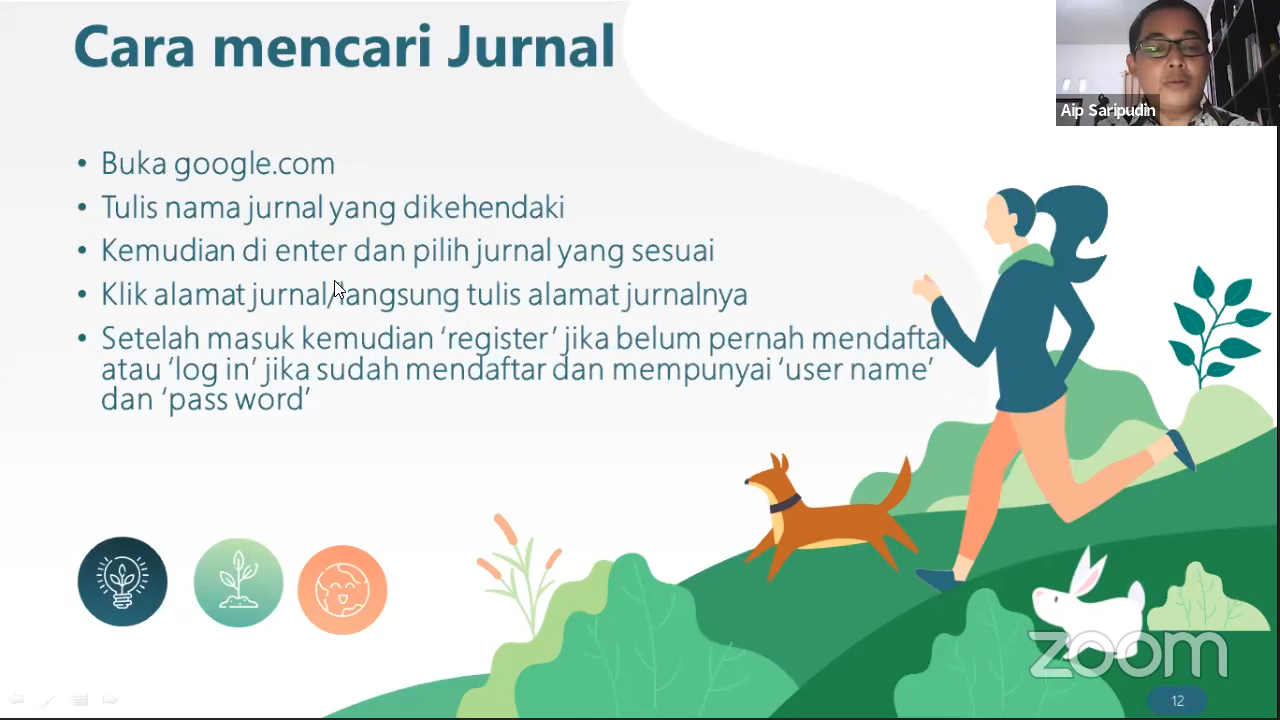 Cara mencari Jurnal
Aip Saripudin
• Buka google.com
• Tulis nama jurnal yang dikehendaki
• Kemudian di enter dan pilih jurnal yang sesuai
• Klik alamat jurnal/langsung tulis alamat jurnalnya
• Setelah masuk kemudian ‘register’ jika belum pernah mendaftar
atau ‘log in’ jika sudah mendaftar dan mempunyai ‘user name’
dan ‘pass word’
zoom
12